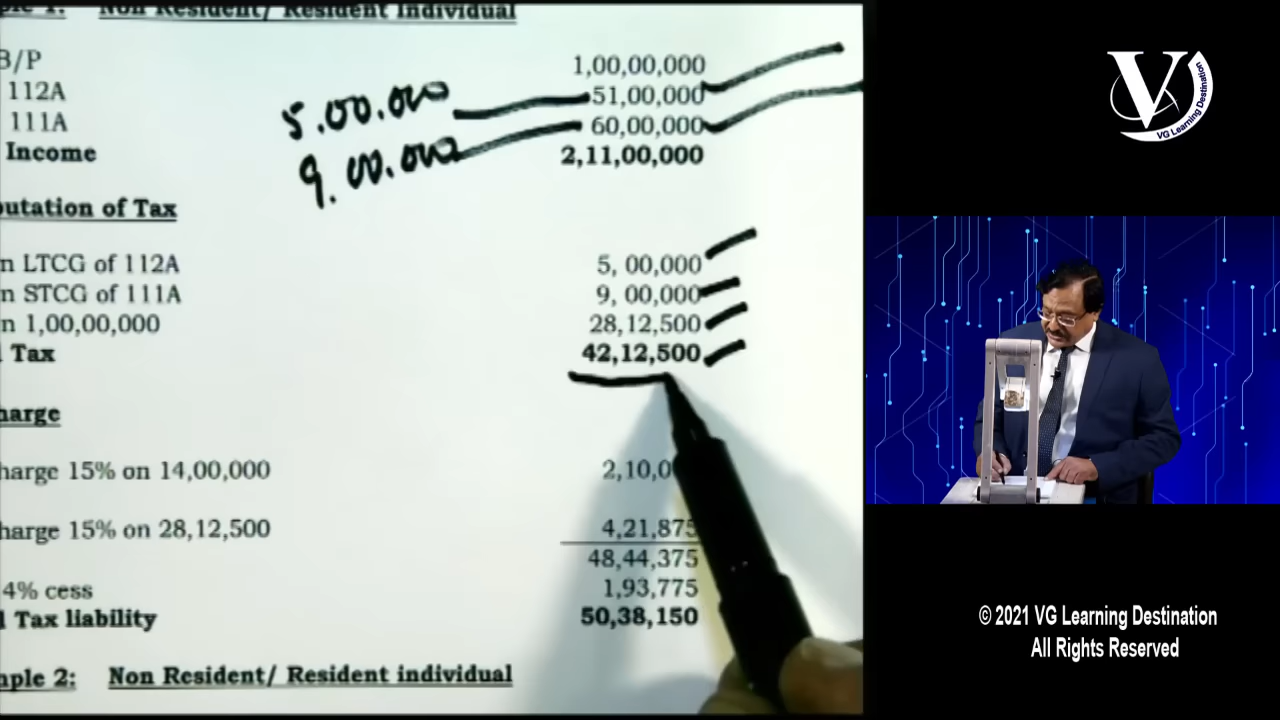 ple 1: Non Resident/ Resident Individual
B/P 1,00,00,000
112A 5.00.000 51,00,000
111A 9.00.000 60,00,000
Income 2,11,00,000
putation of Tax
n LTCG of 112A 5, 00,000
n STCG of 111A 9, 00,000
n 1,00,00,000 28,12,500
l Tax 42,12,500
harge
harge 15% on 14,00,000 2,10,0
harge 15% on 28,12,500 4,21,875
48,44,375
4% cess 1,93,775
l Tax liability 50,38,150
mple 2: Non Resident/ Resident individual
V
VG Learning Destination
© 2021 VG Learning Destination
All Rights Reserved